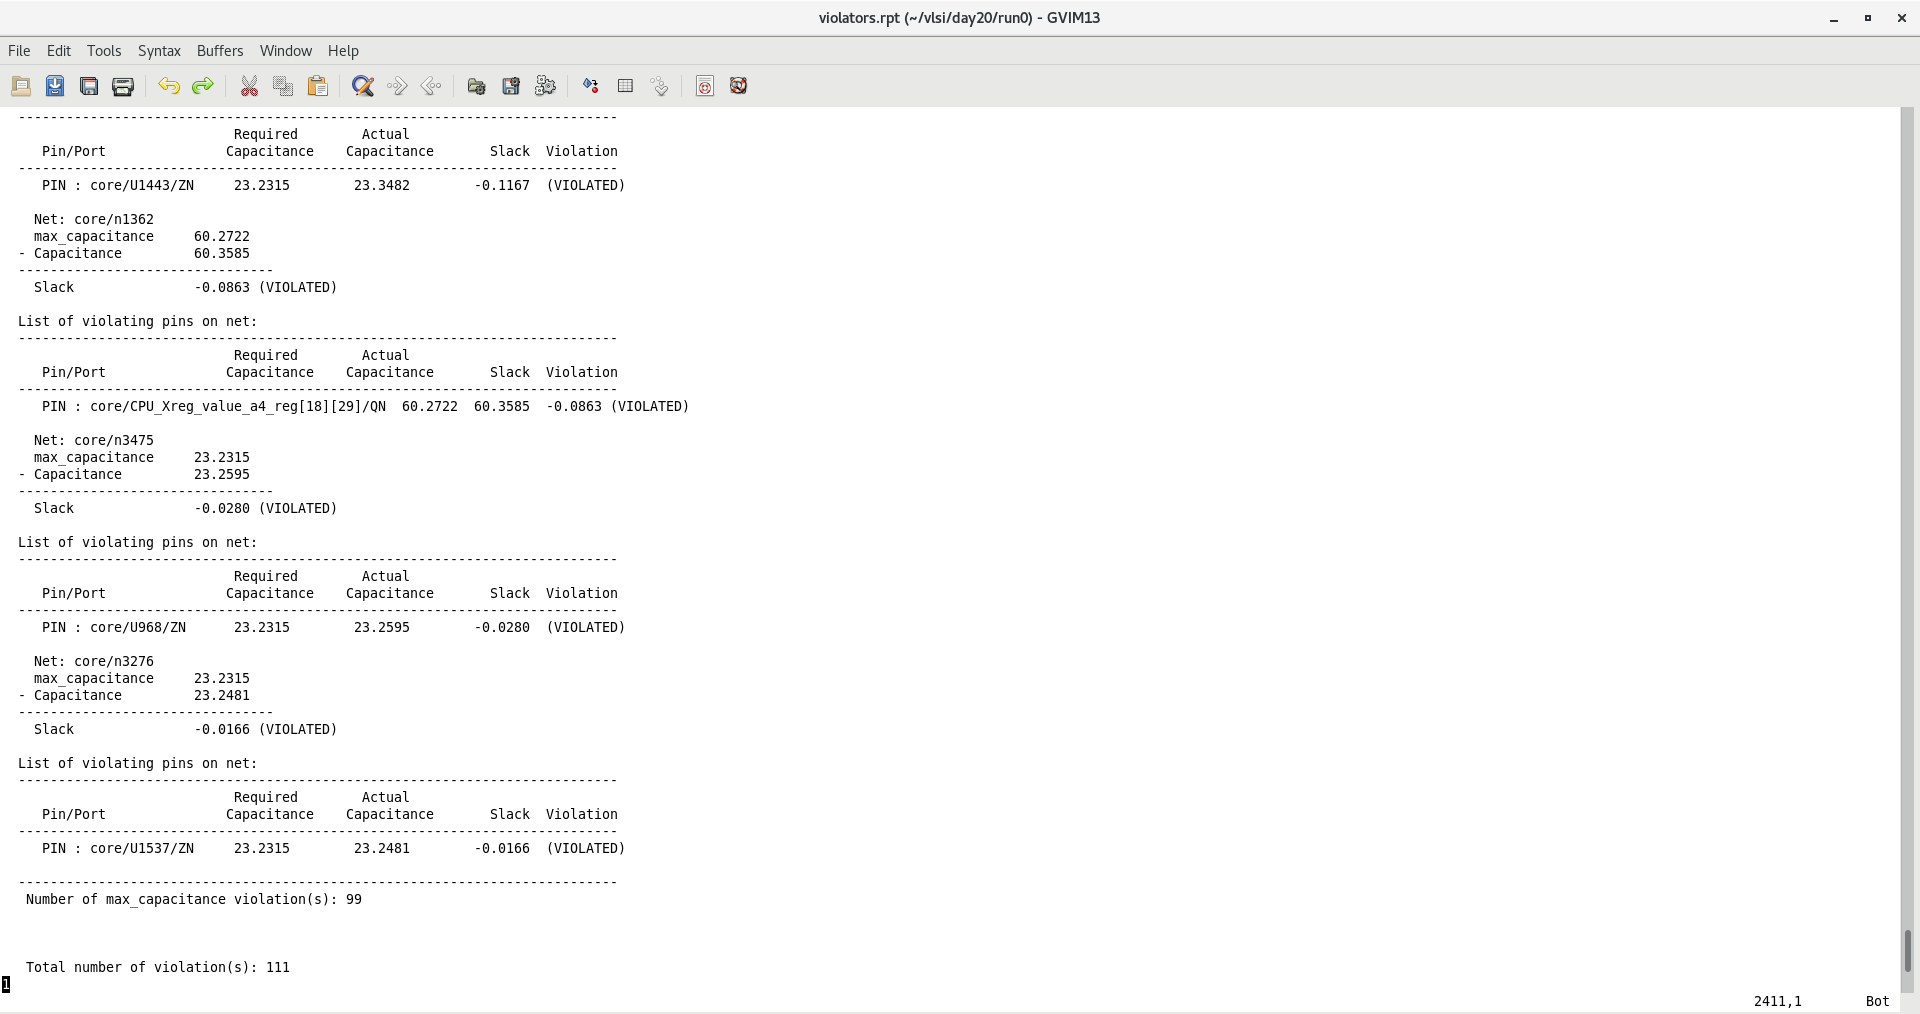 violators.rpt (~/vlsi/day20/run0) - GVIM13
File Edit Tools Syntax Buffers Window Help
---------------------------------------------------------------------------
Required Actual
Pin/Port Capacitance Capacitance Slack Violation
---------------------------------------------------------------------------
PIN : core/U1443/ZN 23.2315 23.3482 -0.1167 (VIOLATED)
Net: core/n1362
max_capacitance 60.2722
- Capacitance 60.3585
--------------------------------
Slack -0.0863 (VIOLATED)
List of violating pins on net:
---------------------------------------------------------------------------
Required Actual
Pin/Port Capacitance Capacitance Slack Violation
---------------------------------------------------------------------------
PIN : core/CPU_Xreg_value_a4_reg[18][29]/QN 60.2722 60.3585 -0.0863 (VIOLATED)
Net: core/n3475
max_capacitance 23.2315
- Capacitance 23.2595
--------------------------------
Slack -0.0280 (VIOLATED)
List of violating pins on net:
---------------------------------------------------------------------------
Required Actual
Pin/Port Capacitance Capacitance Slack Violation
---------------------------------------------------------------------------
PIN : core/U968/ZN 23.2315 23.2595 -0.0280 (VIOLATED)
Net: core/n3276
max_capacitance 23.2315
- Capacitance 23.2481
--------------------------------
Slack -0.0166 (VIOLATED)
List of violating pins on net:
---------------------------------------------------------------------------
Required Actual
Pin/Port Capacitance Capacitance Slack Violation
---------------------------------------------------------------------------
PIN : core/U1537/ZN 23.2315 23.2481 -0.0166 (VIOLATED)
---------------------------------------------------------------------------
Number of max_capacitance violation(s): 99
Total number of violation(s): 111
1
2411,1 Bot